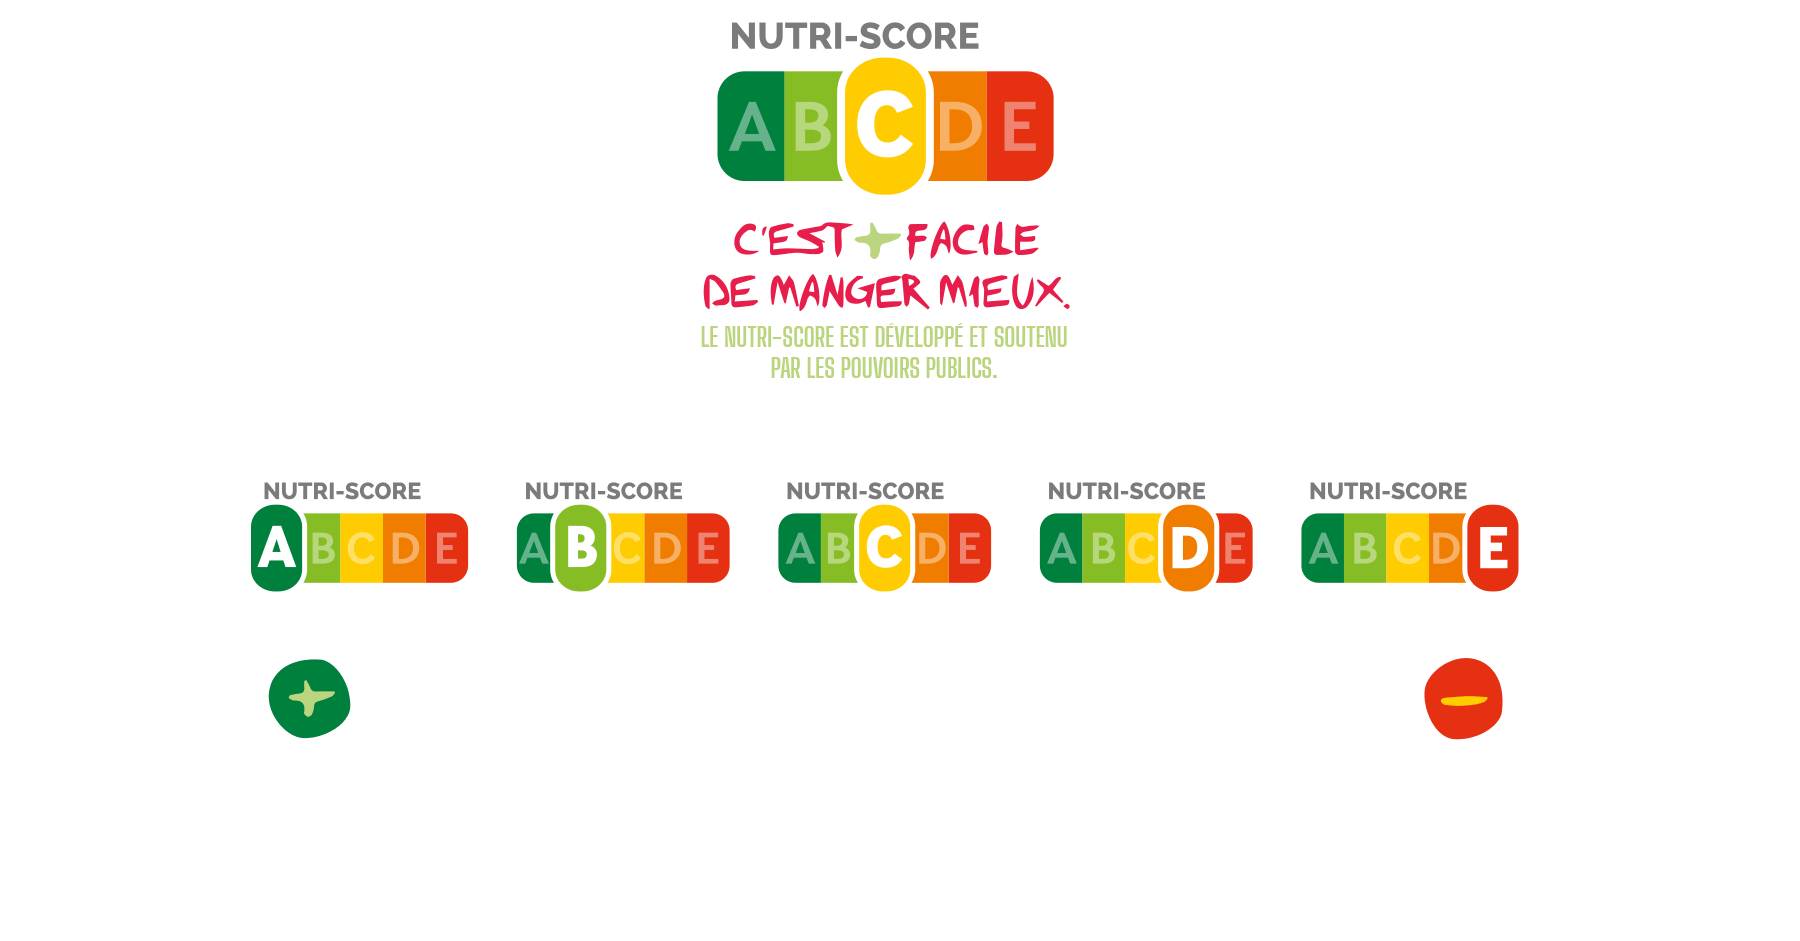 NUTRI-SCORE
A B C D E
C'EST + FACILE
DE MANGER MIEUX.
LE NUTRI-SCORE EST DÉVELOPPÉ ET SOUTENU
PAR LES POUVOIRS PUBLICS.
NUTRI-SCORE
A B C D E
NUTRI-SCORE
A B C D E
NUTRI-SCORE
A B C D E
NUTRI-SCORE
A B C D E
NUTRI-SCORE
A B C D E
+
-